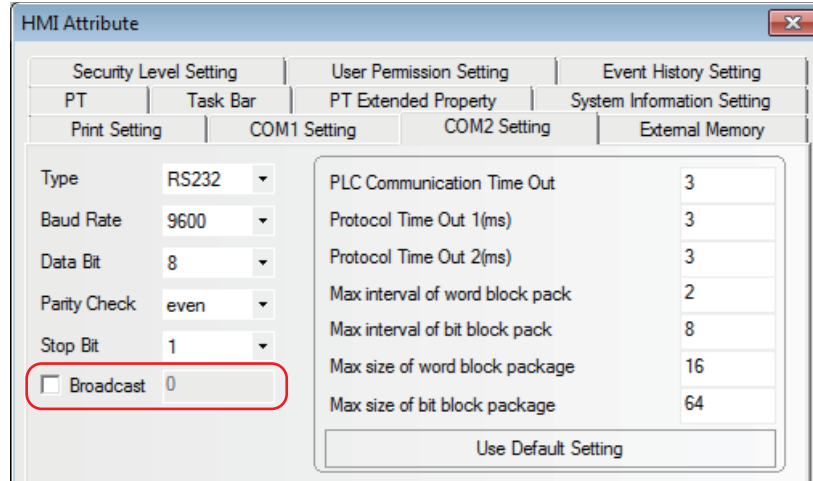 HMI Attribute
Security Level Setting User Permission Setting Event History Setting
PT Task Bar PT Extended Property System Information Setting
Print Setting COM1 Setting COM2 Setting External Memory
Type RS232
Baud Rate 9600
Data Bit 8
Parity Check even
Stop Bit 1
Broadcast 0
PLC Communication Time Out 3
Protocol Time Out 1(ms) 3
Protocol Time Out 2(ms) 3
Max interval of word block pack 2
Max interval of bit block pack 8
Max size of word block package 16
Max size of bit block package 64
Use Default Setting